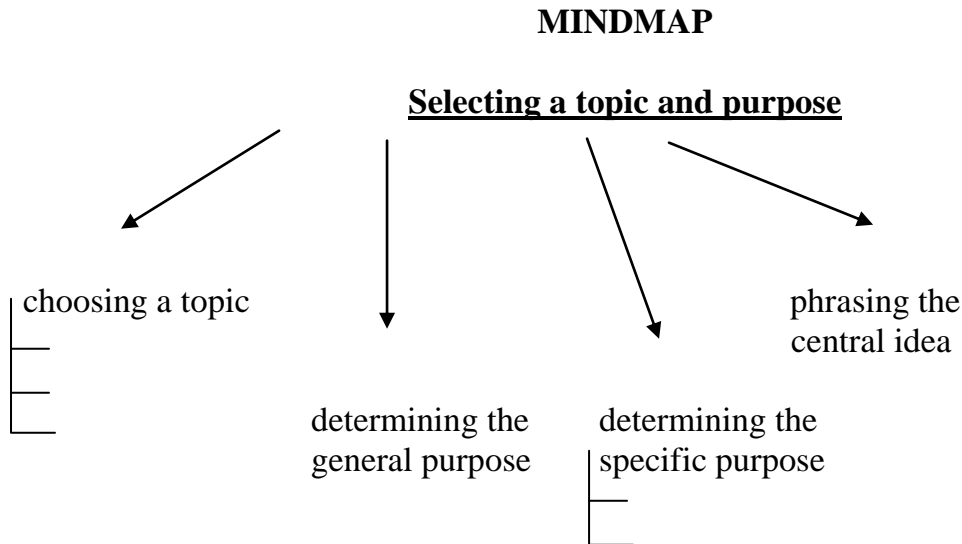 MINDMAP
Selecting a topic and purpose
choosing a topic
phrasing the
central idea
determining the
general purpose
determining the
specific purpose